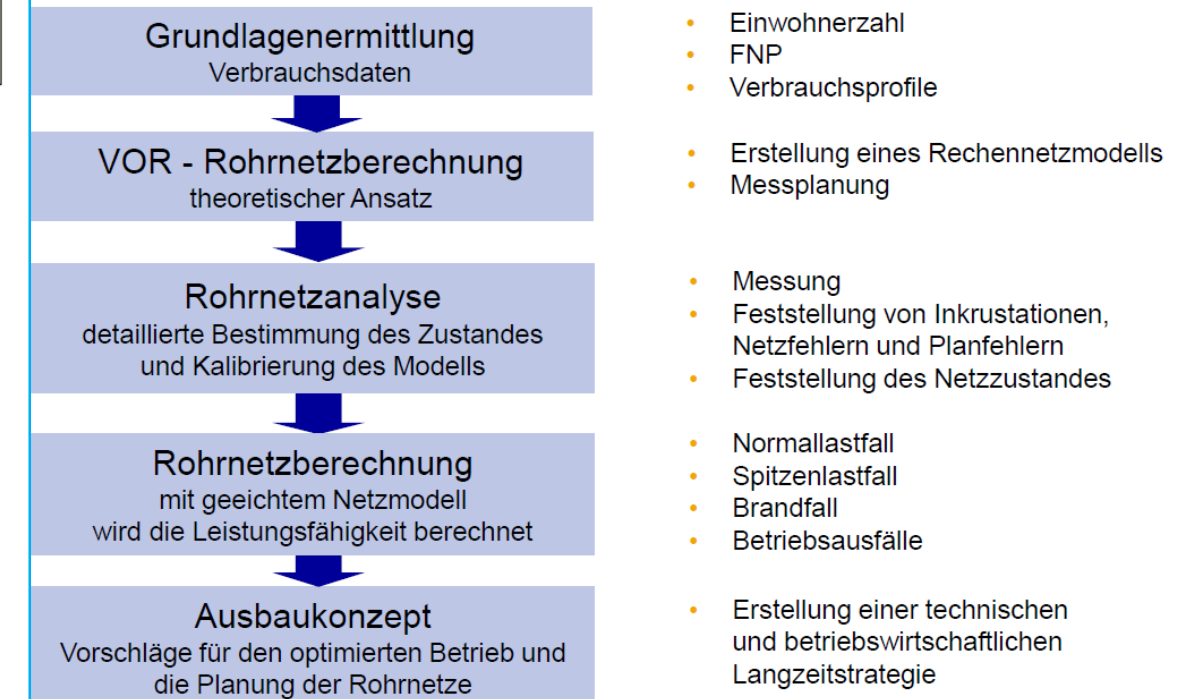 Grundlagenermittlung
Verbrauchsdaten
• Einwohnerzahl
• FNP
• Verbrauchsprofile
VOR - Rohrnetzberechnung
theoretischer Ansatz
• Erstellung eines Rechennetzmodells
• Messplanung
Rohrnetzanalyse
detaillierte Bestimmung des Zustandes
und Kalibrierung des Modells
• Messung
• Feststellung von Inkrustationen,
Netzfehlern und Planfehlern
• Feststellung des Netzzustandes
Rohrnetzberechnung
mit geeichtem Netzmodell
wird die Leistungsfähigkeit berechnet
• Normallastfall
• Spitzenlastfall
• Brandfall
• Betriebsausfälle
Ausbaukonzept
Vorschläge für den optimierten Betrieb und
die Planung der Rohrnetze
• Erstellung einer technischen
und betriebswirtschaftlichen
Langzeitstrategie